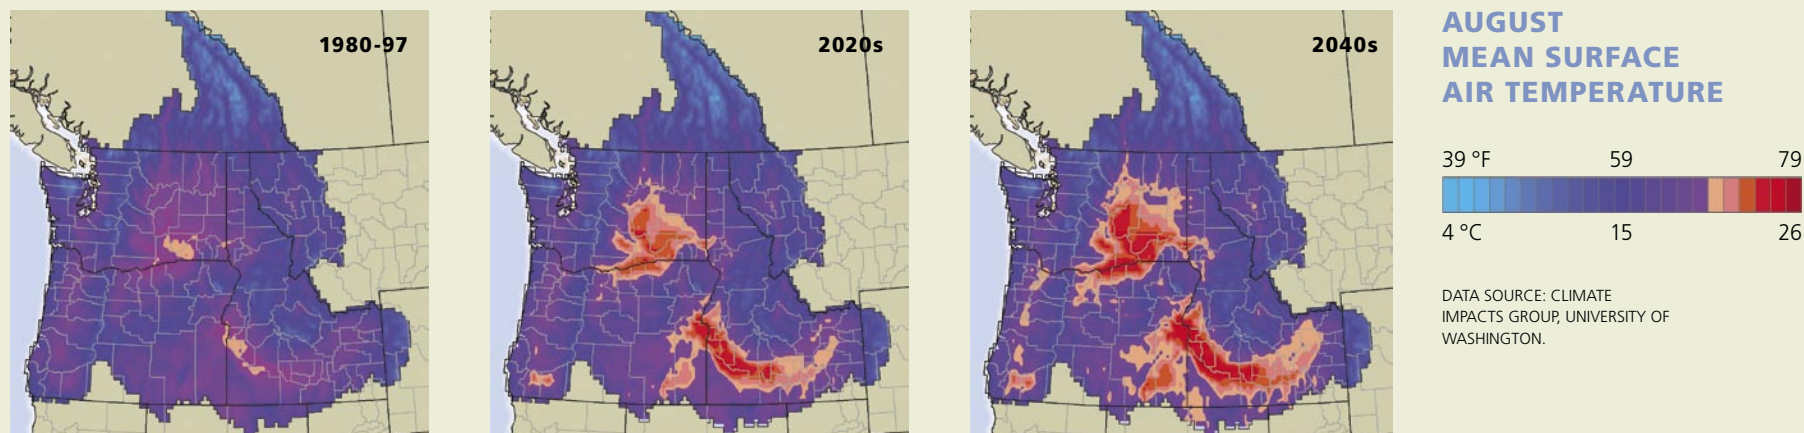 1980-97
2020s
2040s
AUGUST
MEAN SURFACE
AIR TEMPERATURE
39 °F 59 79
4 °C 15 26
DATA SOURCE: CLIMATE
IMPACTS GROUP, UNIVERSITY OF
WASHINGTON.